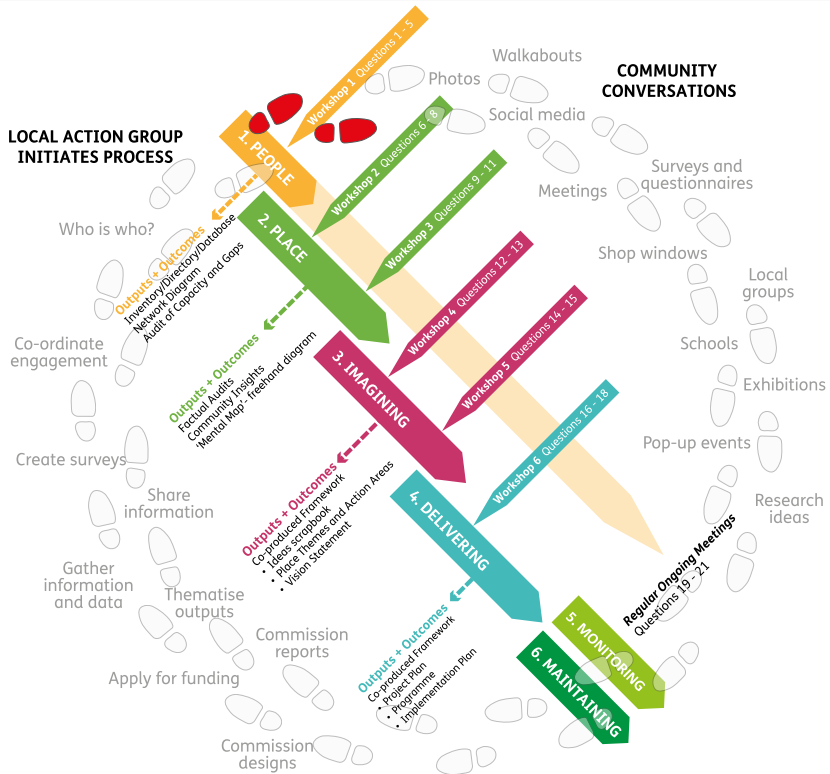 LOCAL ACTION GROUP
INITIATES PROCESS
COMMUNITY
CONVERSATIONS
1. PEOPLE
Workshop 1 Questions 1 - 5
Outputs + Outcomes
Inventory/Directory/Database
Network Diagram
Audit of Capacity and Gaps
2. PLACE
Workshop 2 Questions 6 - 8
Workshop 3 Questions 9 - 11
Outputs + Outcomes
Factual Audits
Community Insights
'Mental Map'- freehand diagram
3. IMAGINING
Workshop 4 Questions 12 - 13
Workshop 5 Questions 14 - 15
Outputs + Outcomes
Co-produced Framework
• Ideas scrapbook
• Place Themes and Action Areas
• Vision Statement
4. DELIVERING
Workshop 6 Questions 16 - 18
Outputs + Outcomes
Co-produced Framework
• Project Plan
• Programme
• Implementation Plan
5. MONITORING
6. MAINTAINING
Regular Ongoing Meetings
Questions 19 - 21
Who is who?
Co-ordinate
engagement
Create surveys
Share
information
Gather
information
and data
Thematise
outputs
Apply for funding
Commission
reports
Commission
designs
Photos
Walkabouts
Social media
Meetings
Surveys and
questionnaires
Shop windows
Local
groups
Schools
Exhibitions
Pop-up events
Research
ideas